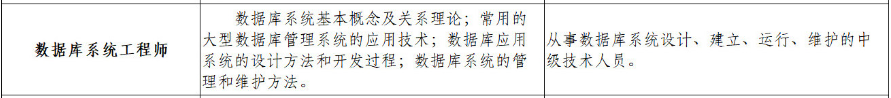 数据库系统工程师
数据库系统基本概念及关系理论；常用的
大型数据库管理系统的应用技术；数据库应用
系统的设计方法和开发过程；数据库系统的管
理和维护方法。
从事数据库系统设计、建立、运行、维护的中
级技术人员。